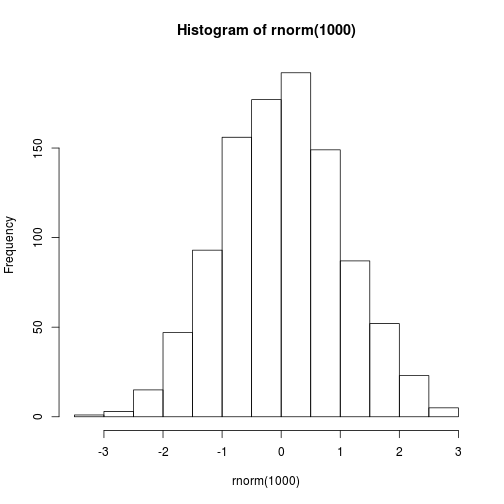 Histogram of rnorm(1000)
Frequency
150
100
50
0
-3 -2 -1 0 1 2 3
rnorm(1000)